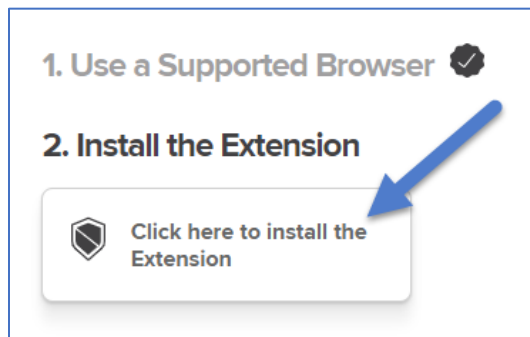 1. Use a Supported Browser
2. Install the Extension
Click here to install the
Extension